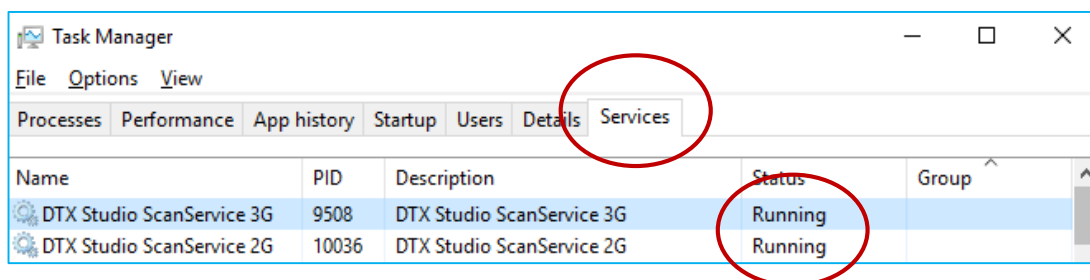 Task Manager
File Options View
Processes Performance App history Startup Users Details Services
Name PID Description Status Group
DTX Studio ScanService 3G 9508 DTX Studio ScanService 3G Running
DTX Studio ScanService 2G 10036 DTX Studio ScanService 2G Running